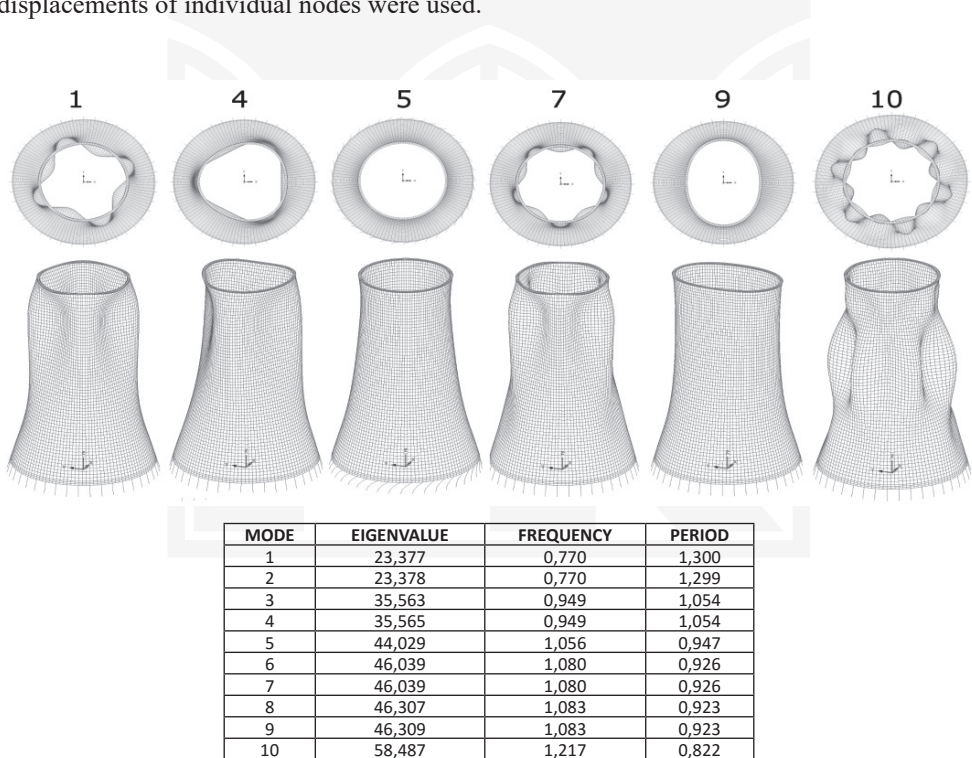 displacements of individual nodes were used.
1 4 5 7 9 10
MODE EIGENVALUE FREQUENCY PERIOD
1 23,377 0,770 1,300
2 23,378 0,770 1,299
3 35,563 0,949 1,054
4 35,565 0,949 1,054
5 44,029 1,056 0,947
6 46,039 1,080 0,926
7 46,039 1,080 0,926
8 46,307 1,083 0,923
9 46,309 1,083 0,923
10 58,487 1,217 0,822